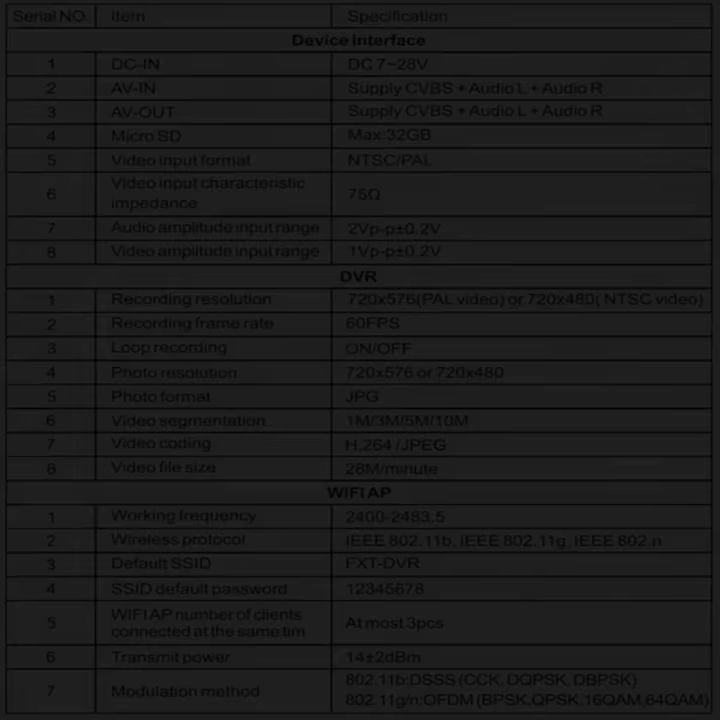 Serial NO. Item Specification
Device Interface
1 DC-IN DC 7~28V
2 AV-IN Supply CVBS + Audio L + Audio R
3 AV-OUT Supply CVBS + Audio L + Audio R
4 Micro SD Max:32GB
5 Video input format NTSC/PAL
6 Video input characteristic
impedance 75Ω
7 Audio amplitude input range 2Vp-p±0.2V
8 Video amplitude input range 1Vp-p±0.2V
DVR
1 Recording resolution 720x576(PAL video) or 720x480( NTSC video)
2 Recording frame rate 60FPS
3 Loop recording ON/OFF
4 Photo resolution 720x576 or 720x480
5 Photo format JPG
6 Video segmentation 1M/3M/5M/10M
7 Video coding H.264 /JPEG
8 Video file size 28M/minute
WIFI AP
1 Working frequency 2400-2483.5
2 Wireless protocol IEEE 802.11b, IEEE 802.11g, IEEE 802.n
3 Default SSID FXT-DVR
4 SSID default password 12345678
5 WIFI AP number of clients
connected at the same tim At most 3pcs
6 Transmit power 14±2dBm
7 Modulation method 802.11b:DSSS (CCK, DQPSK, DBPSK)
802.11g/n:OFDM (BPSK,QPSK,16QAM,64QAM)